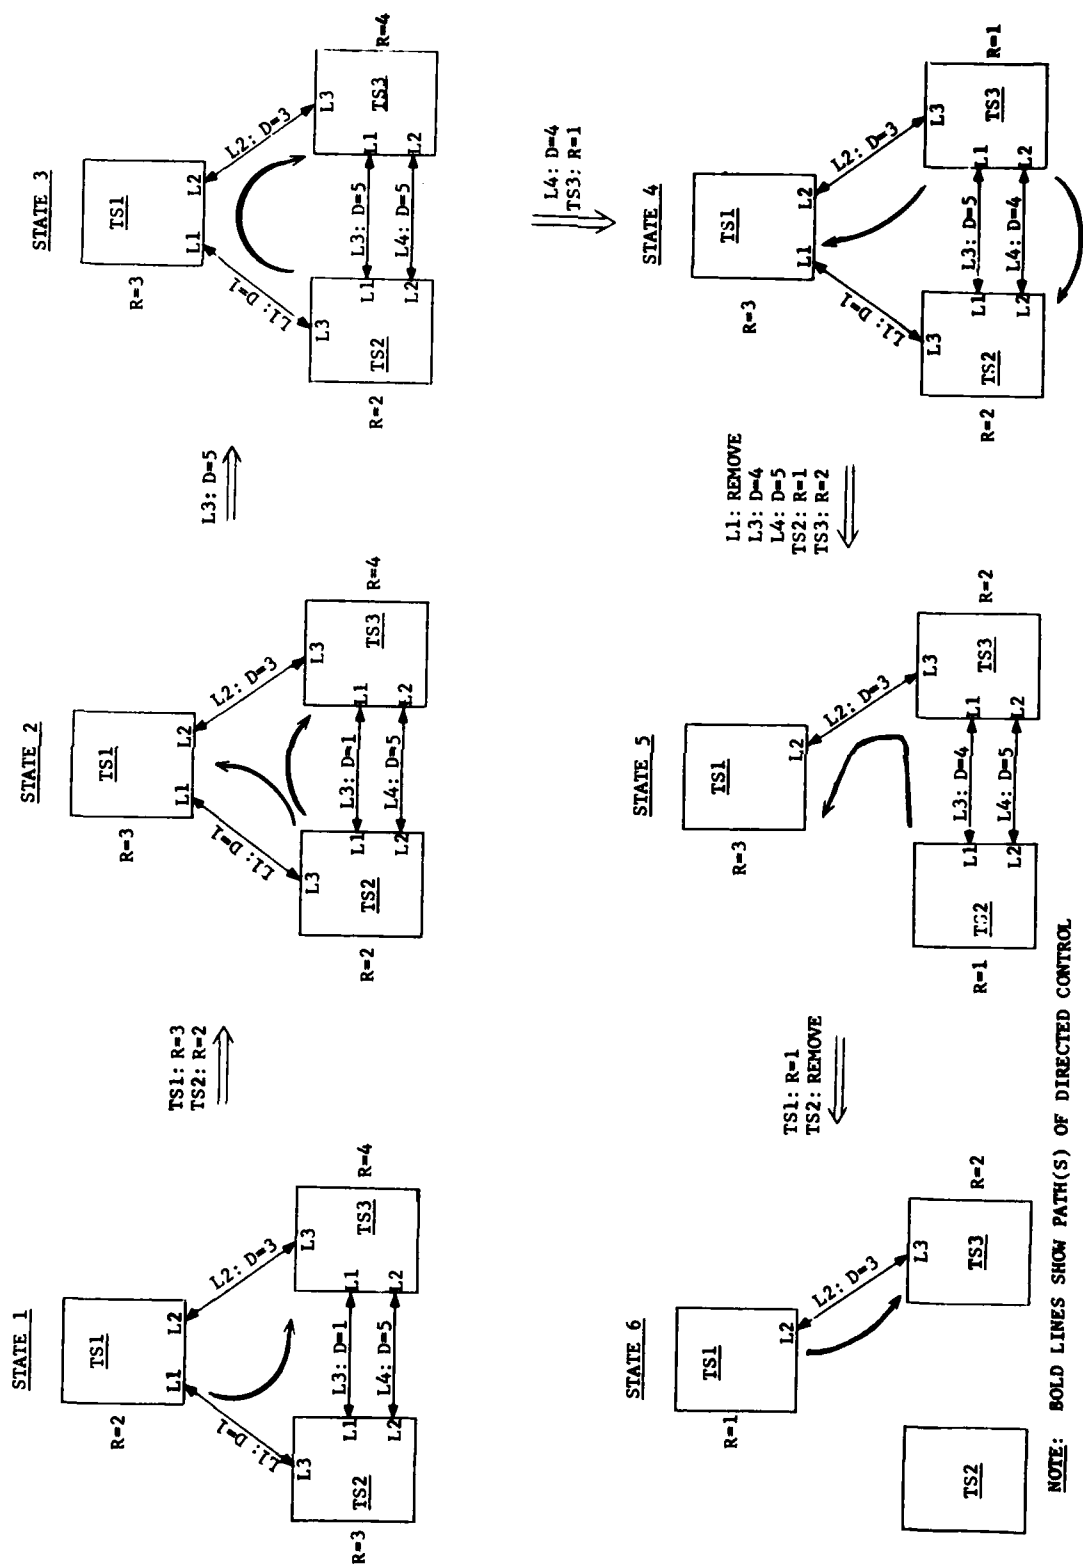 STATE 1
TS1
R=2
L1
L2
L1: D=1
L2: D=3
L3
L3
TS2
R=3
L1
L2
L3: D=1
L4: D=5
L1
L2
TS3
R=4
TS1: R=3
TS2: R=2
STATE 2
TS1
R=3
L1
L2
L1: D=1
L2: D=3
L3
L3
TS2
R=2
L1
L2
L3: D=1
L4: D=5
L1
L2
TS3
R=4
L3: D=5
STATE 3
TS1
R=3
L1
L2
L1: D=1
L2: D=3
L3
L3
TS2
R=2
L1
L2
L3: D=5
L4: D=5
L1
L2
TS3
R=4
L4: D=4
TS3: R=1
STATE 4
TS1
R=3
L1
L2
L1: D=1
L2: D=3
L3
L3
TS2
R=2
L1
L2
L3: D=5
L4: D=4
L1
L2
TS3
R=1
L1: REMOVE
L3: D=4
L4: D=5
TS2: R=1
TS3: R=2
STATE 5
TS1
R=3
L2
L2: D=3
L3
TS2
R=1
L1
L2
L3: D=4
L4: D=5
L1
L2
TS3
R=2
TS1: R=1
TS2: REMOVE
STATE 6
TS1
R=1
L2
L2: D=3
L3
TS2
TS3
R=2
NOTE: BOLD LINES SHOW PATH(S) OF DIRECTED CONTROL